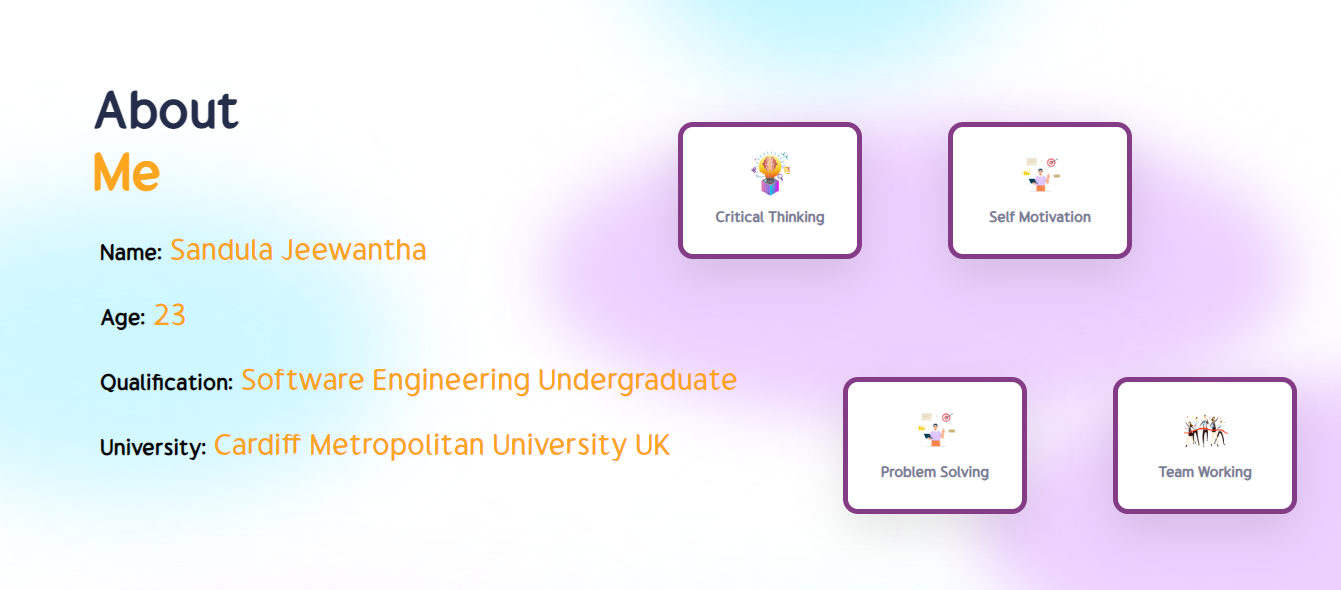 About
Me
Name: Sandula Jeewantha
Age: 23
Qualification: Software Engineering Undergraduate
University: Cardiff Metropolitan University UK
Critical Thinking
Self Motivation
Problem Solving
Team Working